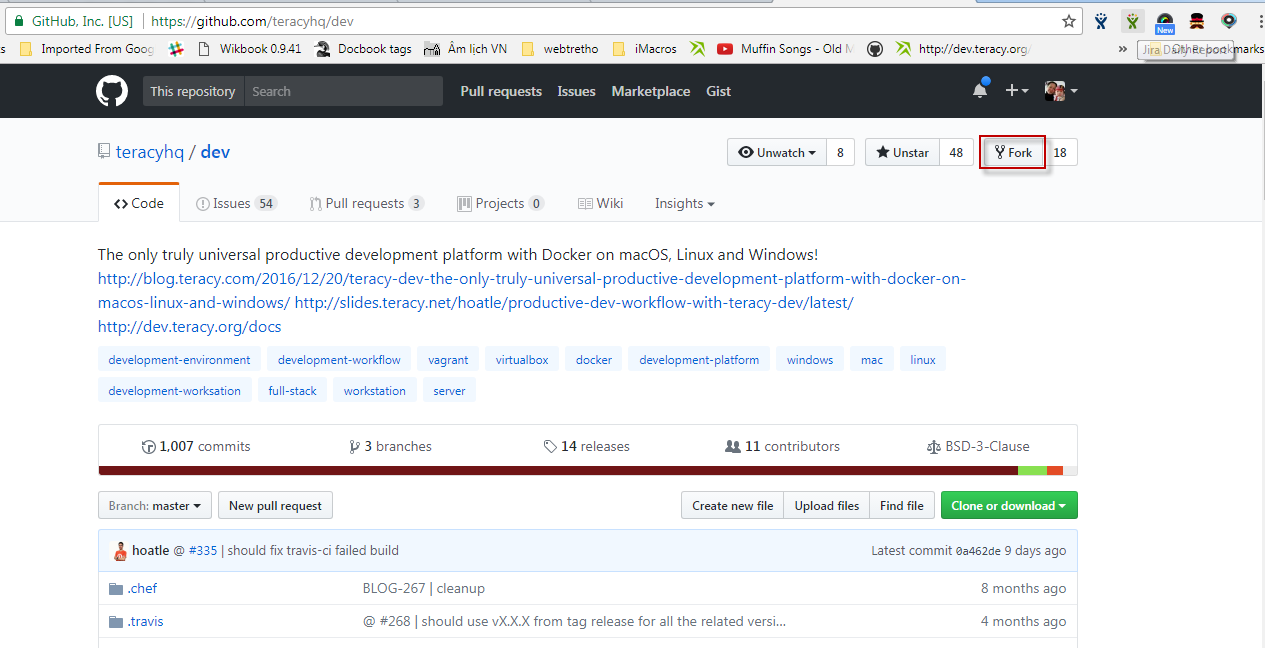 GitHub, Inc. [US] https://github.com/teracyhq/dev
New
Imported From Goog Wikbook 0.9.41 Docbook tags Âm lịch VN webtretho iMacros Muffin Songs - Old M http://dev.teracy.org/ » Jira Daily Report
This repository Search Pull requests Issues Marketplace Gist
teracyhq / dev
Unwatch 8 Unstar 48 Fork 18
Code Issues 54 Pull requests 3 Projects 0 Wiki Insights
The only truly universal productive development platform with Docker on macOS, Linux and Windows!
http://blog.teracy.com/2016/12/20/teracy-dev-the-only-truly-universal-productive-development-platform-with-docker-on-
macos-linux-and-windows/ http://slides.teracy.net/hoatle/productive-dev-workflow-with-teracy-dev/latest/
http://dev.teracy.org/docs
development-environment development-workflow vagrant virtualbox docker development-platform windows mac linux
development-worksation full-stack workstation server
1,007 commits 3 branches 14 releases 11 contributors BSD-3-Clause
Branch: master New pull request Create new file Upload files Find file Clone or download
hoatle @ #335 | should fix travis-ci failed build Latest commit 0a462de 9 days ago
.chef BLOG-267 | cleanup 8 months ago
.travis @ #268 | should use vX.X.X from tag release for all the related versi... 4 months ago